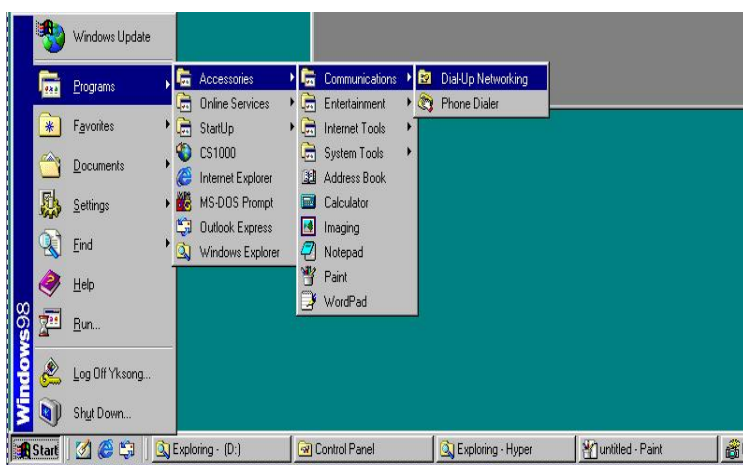 Windows Update
Programs
Favorites
Documents
Settings
Find
Help
Run...
Log Off Yksong...
Shut Down...
Windows98
Accessories
Online Services
StartUp
CS1000
Internet Explorer
MS-DOS Prompt
Outlook Express
Windows Explorer
Communications
Entertainment
Internet Tools
System Tools
Address Book
Calculator
Imaging
Notepad
Paint
WordPad
Dial-Up Networking
Phone Dialer
Start
Exploring - (D:)
Control Panel
Exploring - Hyper
untitled - Paint